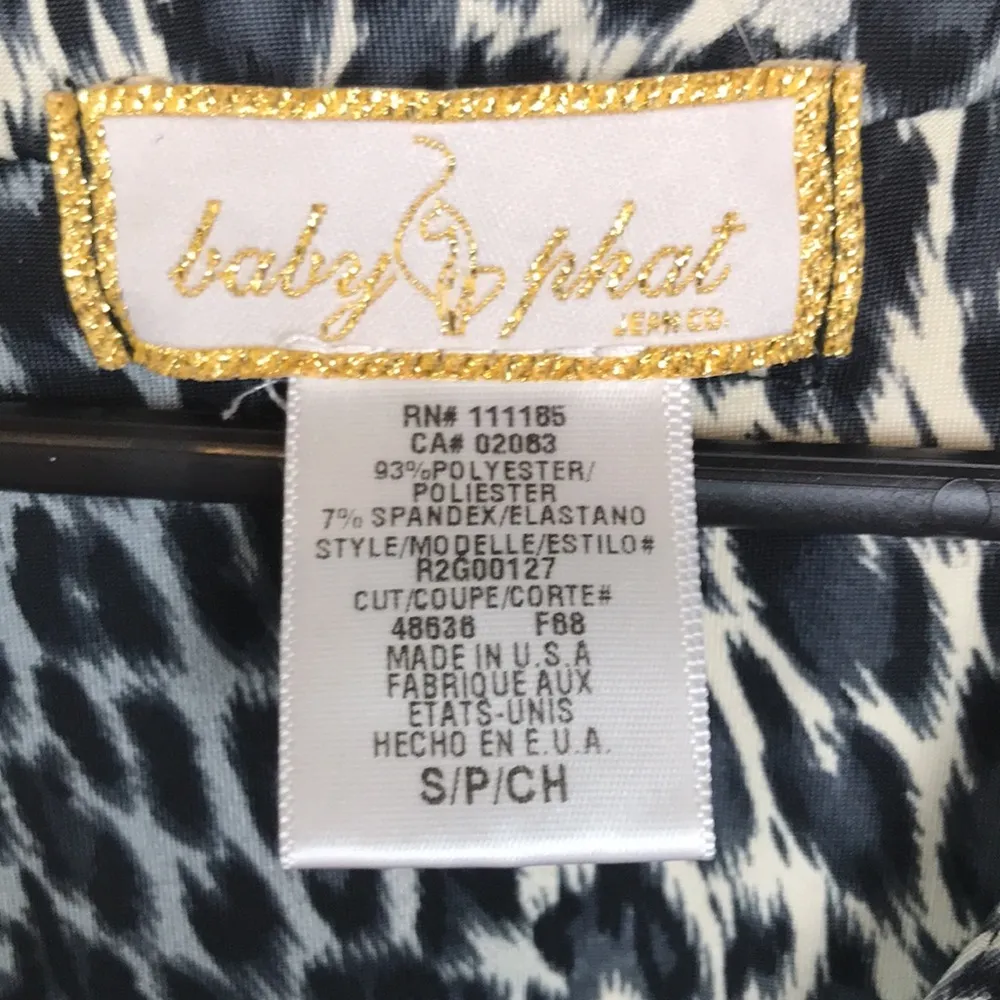 baby phat
JEAN CO.
RN# 111185
CA# 02083
93%POLYESTER/
POLIESTER
7% SPANDEX/ELASTANO
STYLE/MODELLE/ESTILO#
R2G00127
CUT/COUPE/CORTE#
48636 F68
MADE IN U.S.A
FABRIQUE AUX
ETATS-UNIS
HECHO EN E.U.A.
S/P/CH